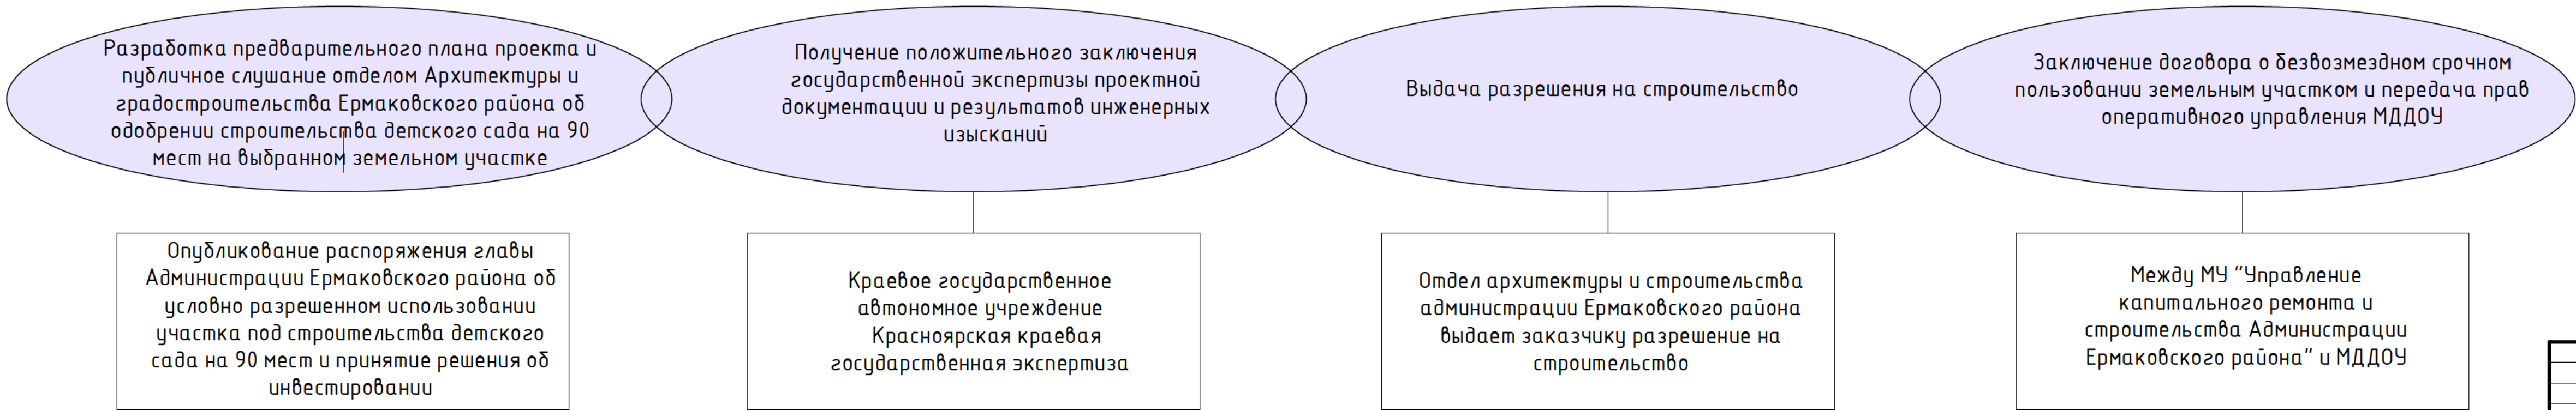 Разработка предварительного плана проекта и
публичное слушание отделом Архитектуры и
градостроительства Ермаковского района об
одобрении строительства детского сада на 90
мест на выбранном земельном участке
Получение положительного заключения
государственной экспертизы проектной
документации и результатов инженерных
изысканий
Выдача разрешения на строительство
Заключение договора о безвозмездном срочном
пользовании земельным участком и передача прав
оперативного управления МДДОУ
Опубликование распоряжения главы
Администрации Ермаковского района об
условно разрешенном использовании
участка под строительства детского
сада на 90 мест и принятие решения об
инвестировании
Краевое государственное
автономное учреждение
Красноярская краевая
государственная экспертиза
Отдел архитектуры и строительства
администрации Ермаковского района
выдает заказчику разрешение на
строительство
Между МУ "Управление
капитального ремонта и
строительства Администрации
Ермаковского района" и МДДОУ